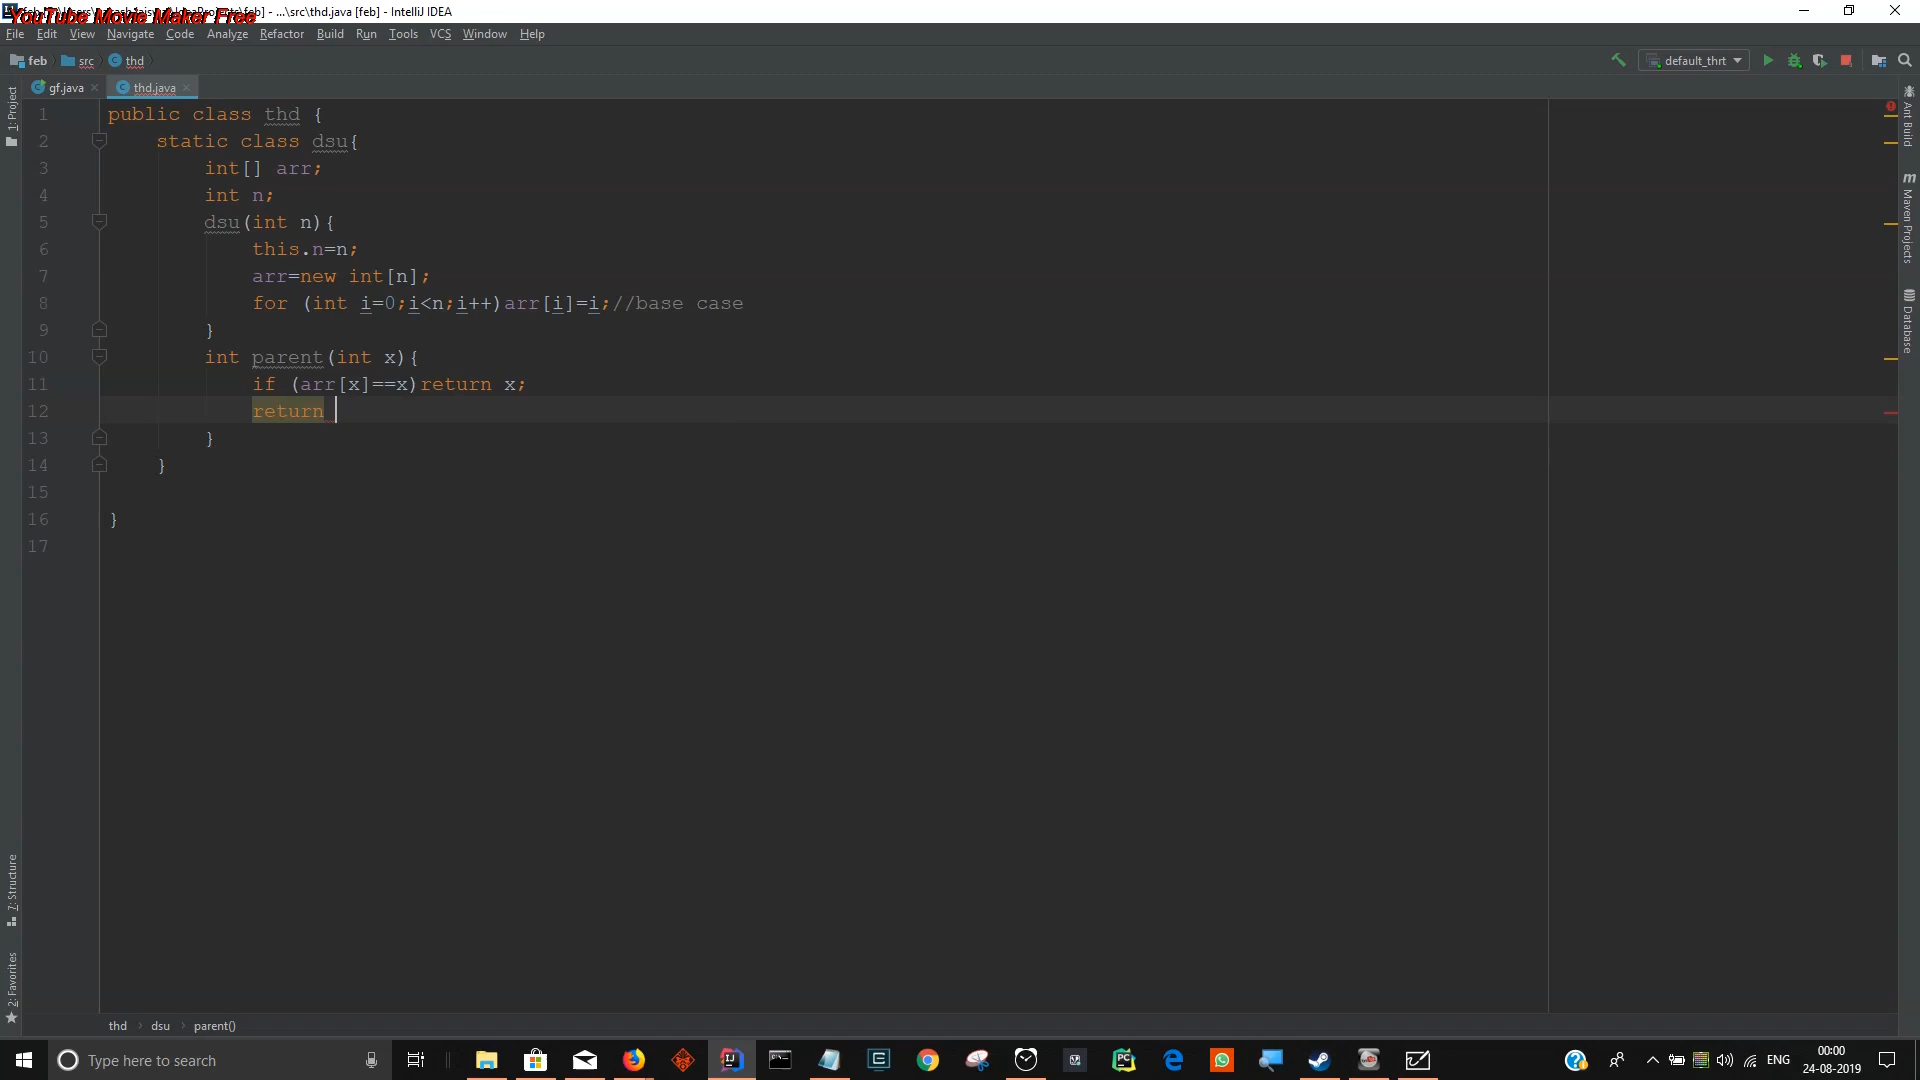 YouTube Movie Maker Free
feb] - ...\src\thd.java [feb] - IntelliJ IDEA
File Edit View Navigate Code Analyze Refactor Build Run Tools VCS Window Help
feb src thd
default_thrt
gf.java thd.java
1 public class thd {
2 static class dsu{
3 int[] arr;
4 int n;
5 dsu(int n){
6 this.n=n;
7 arr=new int[n];
8 for (int i=0;i<n;i++)arr[i]=i;//base case
9 }
10 int parent(int x){
11 if (arr[x]==x)return x;
12 return
13 }
14 }
15
16 }
17
1: Project
7: Structure
2: Favorites
Ant Build
m Maven Projects
Database
thd dsu parent()
Type here to search
ENG
00:00
24-08-2019